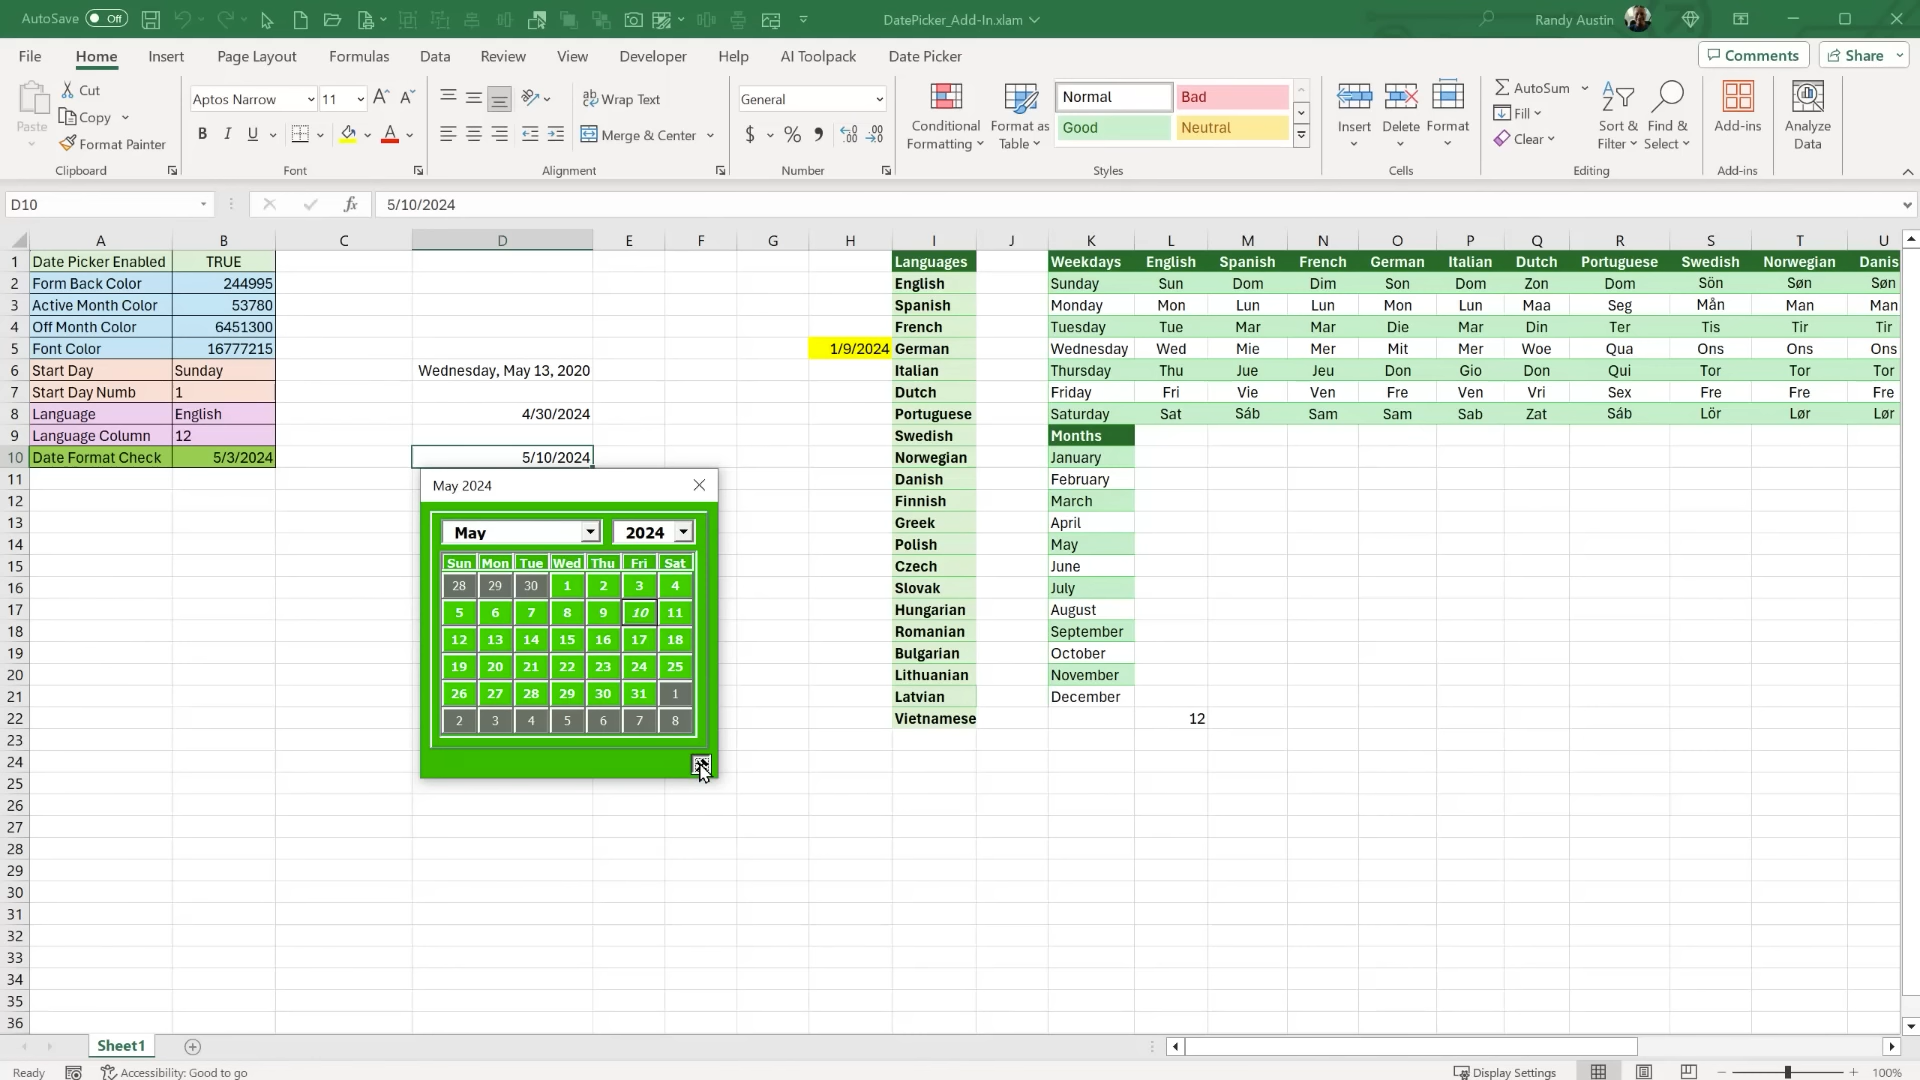 AutoSave Off DatePicker_Add-In.xlam Randy Austin
File Home Insert Page Layout Formulas Data Review View Developer Help AI Toolpack Date Picker Comments Share
Paste Cut Copy Format Painter Clipboard
Aptos Narrow 11 B I U A Font
Wrap Text Merge & Center Alignment
General $ % Number
Conditional Formatting Format as Table Normal Bad Good Neutral Styles
Insert Delete Format Cells
AutoSum Fill Clear Sort & Filter Find & Select Editing
Add-ins Add-ins
Analyze Data
D10 fx 5/10/2024
A B C D E F G H I J K L M N O P Q R S T U
1 Date Picker Enabled TRUE Languages Weekdays English Spanish French German Italian Dutch Portuguese Swedish Norwegian Danis
2 Form Back Color 244995 English Sunday Sun Dom Dim Son Dom Zon Dom Sön Søn Søn
3 Active Month Color 53780 Spanish Monday Mon Lun Lun Mon Lun Maa Seg Mån Man Man
4 Off Month Color 6451300 French Tuesday Tue Mar Mar Die Mar Din Ter Tis Tir Tir
5 Font Color 16777215 1/9/2024 German Wednesday Wed Mie Mer Mit Mer Woe Qua Ons Ons Ons
6 Start Day Sunday Wednesday, May 13, 2020 Italian Thursday Thu Jue Jeu Don Gio Don Qui Tor Tor Tor
7 Start Day Numb 1 Dutch Friday Fri Vie Ven Fre Ven Vri Sex Fre Fre Fre
8 Language English 4/30/2024 Portuguese Saturday Sat Sáb Sam Sam Sab Zat Sáb Lör Lør Lør
9 Language Column 12 Swedish Months
10 Date Format Check 5/3/2024 5/10/2024 Norwegian January
11 Danish February
12 Finnish March
13 Greek April
14 Polish May
15 Czech June
16 Slovak July
17 Hungarian August
18 Romanian September
19 Bulgarian October
20 Lithuanian November
21 Latvian December
22 Vietnamese 12
23
24
25
26
27
28
29
30
31
32
33
34
35
36
May 2024
May 2024
Sun Mon Tue Wed Thu Fri Sat
28 29 30 1 2 3 4
5 6 7 8 9 10 11
12 13 14 15 16 17 18
19 20 21 22 23 24 25
26 27 28 29 30 31 1
2 3 4 5 6 7 8
Sheet1
Ready Accessibility: Good to go Display Settings 100%